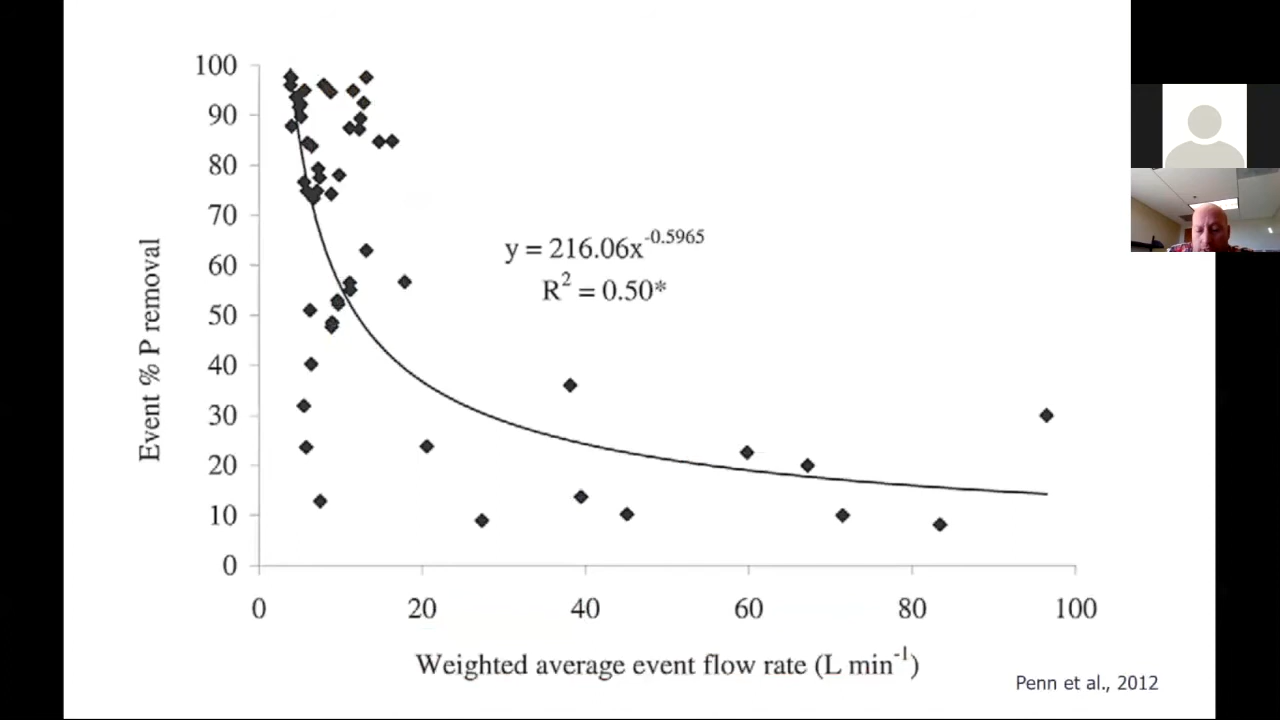 100
90
80
70
60
50
40
30
20
10
0
Event % P removal
y = 216.06x^-0.5965
R^2 = 0.50*
0 20 40 60 80 100
Weighted average event flow rate (L min^-1)
Penn et al., 2012